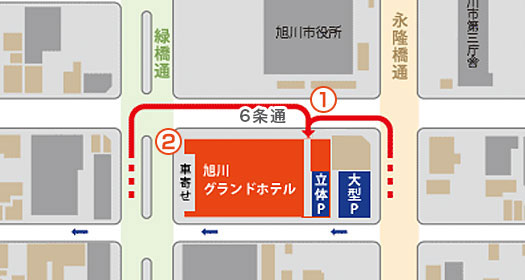 緑橋通
旭川市役所
永隆橋通
旭川市第三庁舎
①
6条通
②
車寄せ
旭川
グランドホテル
立体P
大型P